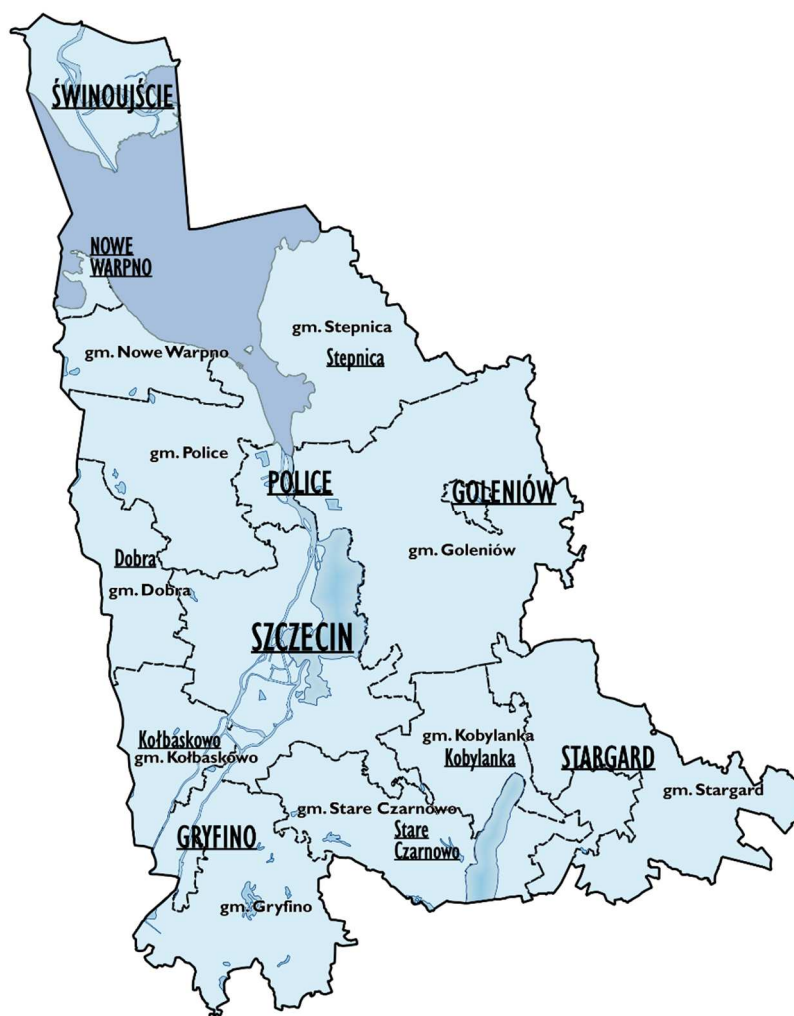 ŚWINOUJŚCIE
NOWE
WARPNO
gm. Stepnica
Stepnica
gm. Nowe Warpno
gm. Police
POLICE
GOLENIÓW
gm. Goleniów
Dobra
gm. Dobra
SZCZECIN
Kołbaskowo
gm. Kołbaskowo
gm. Kobylanka
Kobylanka
STARGARD
gm. Stargard
gm. Stare Czarnowo
Stare
Czarnowo
GRYFINO
gm. Gryfino